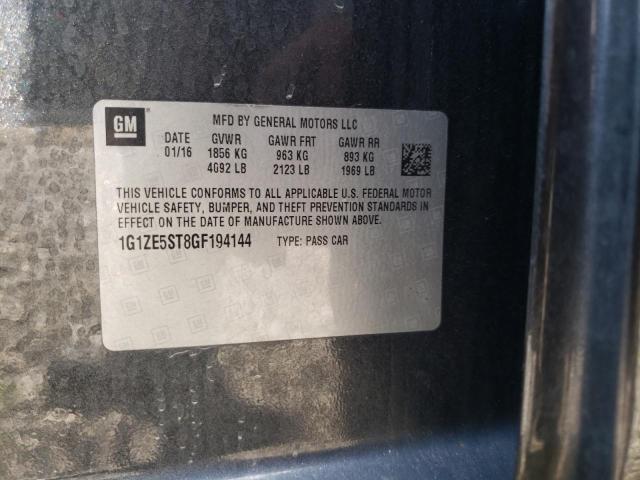 GM
MFD BY GENERAL MOTORS LLC
DATE GVWR GAWR FRT GAWR RR
01/16 1856 KG 963 KG 893 KG
4092 LB 2123 LB 1969 LB
THIS VEHICLE CONFORMS TO ALL APPLICABLE U.S. FEDERAL MOTOR
VEHICLE SAFETY, BUMPER, AND THEFT PREVENTION STANDARDS IN
EFFECT ON THE DATE OF MANUFACTURE SHOWN ABOVE.
1G1ZE5ST8GF194144 TYPE: PASS CAR